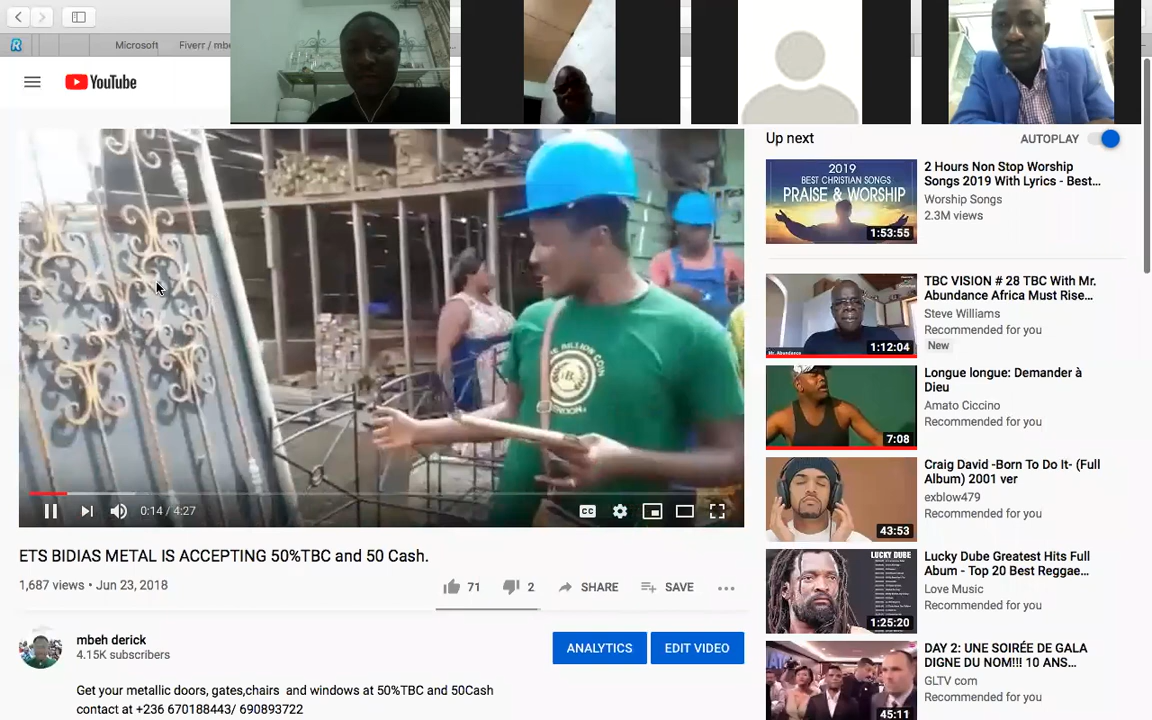 Microsoft
Fiverr / mbe
YouTube
THE BILLION COIN
Up next
AUTOPLAY
2019
BEST CHRISTIAN SONGS
PRAISE & WORSHIP
1:53:55
2 Hours Non Stop Worship
Songs 2019 With Lyrics - Best...
Worship Songs
2.3M views
Mr. Abundance
1:12:04
TBC VISION # 28 TBC With Mr.
Abundance Africa Must Rise...
Steve Williams
Recommended for you
New
7:08
Longue longue: Demander à
Dieu
Amato Ciccino
Recommended for you
43:53
Craig David -Born To Do It- (Full
Album) 2001 ver
exblow479
Recommended for you
LUCKY DUBE
1:25:20
Lucky Dube Greatest Hits Full
Abum - Top 20 Best Reggae...
Love Music
Recommended for you
45:11
DAY 2: UNE SOIRÉE DE GALA
DIGNE DU NOM!!! 10 ANS...
GLTV com
Recommended for you
0:14 / 4:27
CC
ETS BIDIAS METAL IS ACCEPTING 50%TBC and 50 Cash.
1,687 views • Jun 23, 2018
71
2
SHARE
SAVE
mbeh derick
4.15K subscribers
ANALYTICS
EDIT VIDEO
Get your metallic doors, gates,chairs and windows at 50%TBC and 50Cash
contact at +236 670188443/ 690893722